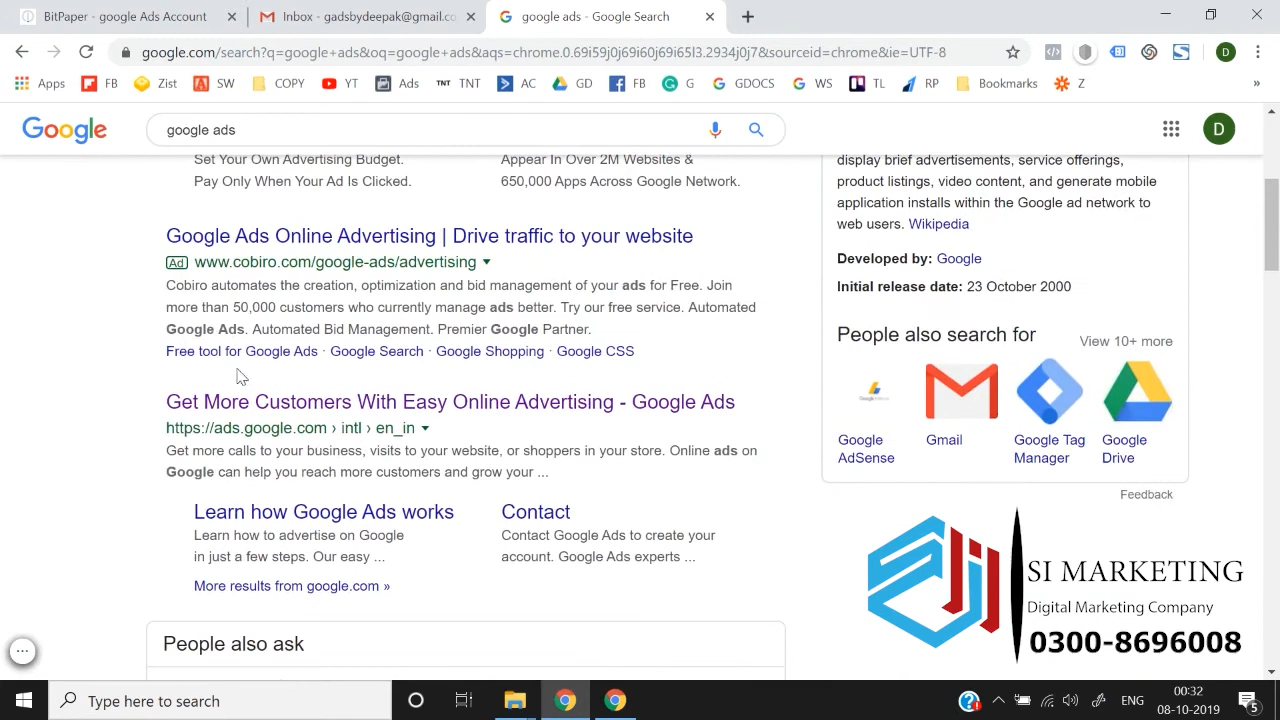 BitPaper - google Ads Account
Inbox - gadsbydeepak@gmail.co
google ads - Google Search
google.com/search?q=google+ads&oq=google+ads&aqs=chrome.0.69i59j0j69i60j69i65l3.2934j0j7&sourceid=chrome&ie=UTF-8
D
Apps FB Zist SW COPY YT Ads TNT TNT AC GD FB G GDOCS WS TL RP Bookmarks Z »
Google google ads D
Set Your Own Advertising Budget.
Pay Only When Your Ad Is Clicked.
Appear In Over 2M Websites &
650,000 Apps Across Google Network.
Google Ads Online Advertising | Drive traffic to your website
Ad www.cobiro.com/google-ads/advertising
Cobiro automates the creation, optimization and bid management of your ads for Free. Join
more than 50,000 customers who currently manage ads better. Try our free service. Automated
Google Ads. Automated Bid Management. Premier Google Partner.
Free tool for Google Ads · Google Search · Google Shopping · Google CSS
Get More Customers With Easy Online Advertising - Google Ads
https://ads.google.com › intl › en_in
Get more calls to your business, visits to your website, or shoppers in your store. Online ads on
Google can help you reach more customers and grow your ...
Learn how Google Ads works
Learn how to advertise on Google
in just a few steps. Our easy ...
Contact
Contact Google Ads to create your
account. Google Ads experts ...
More results from google.com »
People also ask
display brief advertisements, service offerings,
product listings, video content, and generate mobile
application installs within the Google ad network to
web users. Wikipedia
Developed by: Google
Initial release date: 23 October 2000
People also search for
View 10+ more
Google
AdSense
Gmail
Google Tag
Manager
Google
Drive
Feedback
SI MARKETING
Digital Marketing Company
0300-8696008
Type here to search
ENG
00:32
08-10-2019
5